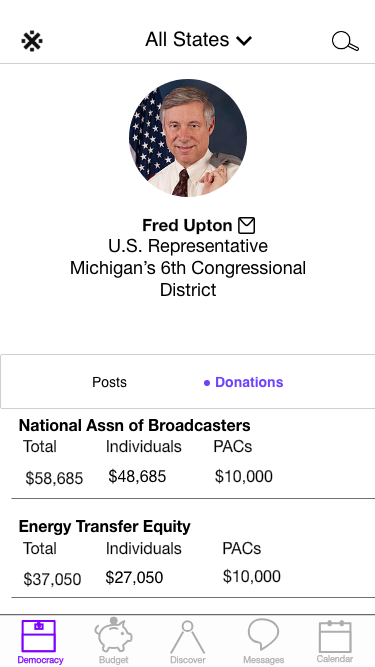 All States
Fred Upton
U.S. Representative
Michigan’s 6th Congressional
District
Posts • Donations
National Assn of Broadcasters
Total Individuals PACs
$58,685 $48,685 $10,000
Energy Transfer Equity
Total Individuals PACs
$37,050 $27,050 $10,000
Democracy Budget Discover Messages Calendar